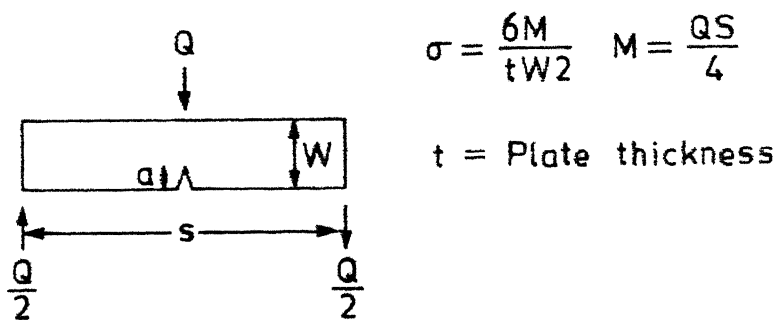 Q
σ = 6M / tW2 M = QS / 4
W
a
t = Plate thickness
s
Q/2 Q/2